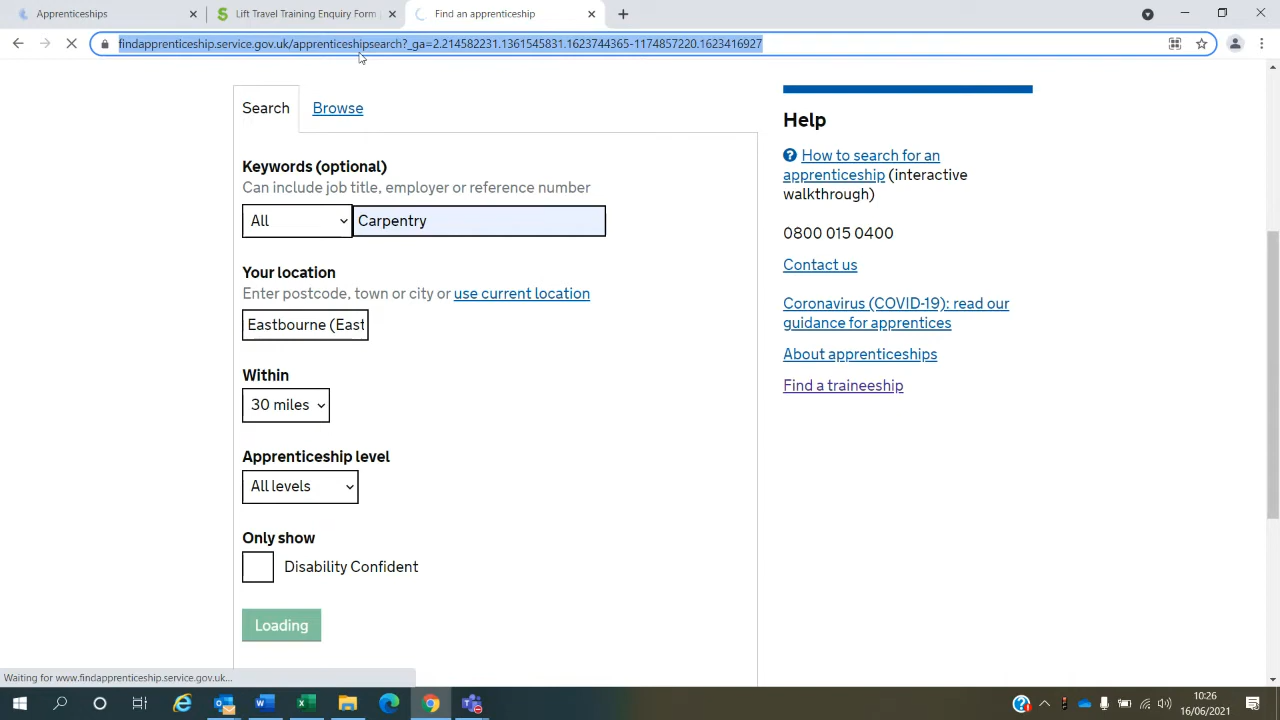 Apprenticeships
Lift Travel Training Enquiry Form
Find an apprenticeship
findapprenticeship.service.gov.uk/apprenticeshipsearch?_ga=2.214582231.1361545831.1623744365-1174857220.1623416927
Search
Browse
Keywords (optional)
Can include job title, employer or reference number
All
Carpentry
Your location
Enter postcode, town or city or use current location
Eastbourne (East
Within
30 miles
Apprenticeship level
All levels
Only show
Disability Confident
Loading
Help
How to search for an
apprenticeship (interactive
walkthrough)
0800 015 0400
Contact us
Coronavirus (COVID-19): read our
guidance for apprentices
About apprenticeships
Find a traineeship
Waiting for www.findapprenticeship.service.gov.uk...
10:26
16/06/2021